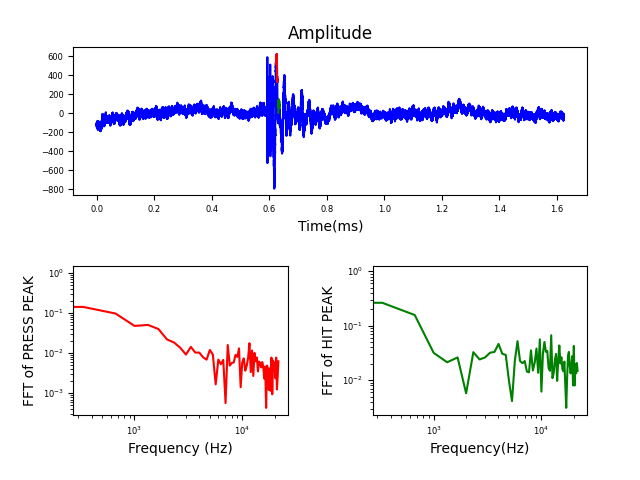 Amplitude
600
400
200
0
−200
−400
−600
−800
0.0 0.2 0.4 0.6 0.8 1.0 1.2 1.4 1.6
Time(ms)
FFT of PRESS PEAK
10⁰
10⁻¹
10⁻²
10⁻³
10³ 10⁴
Frequency (Hz)
FFT of HIT PEAK
10⁰
10⁻¹
10⁻²
10³ 10⁴
Frequency(Hz)